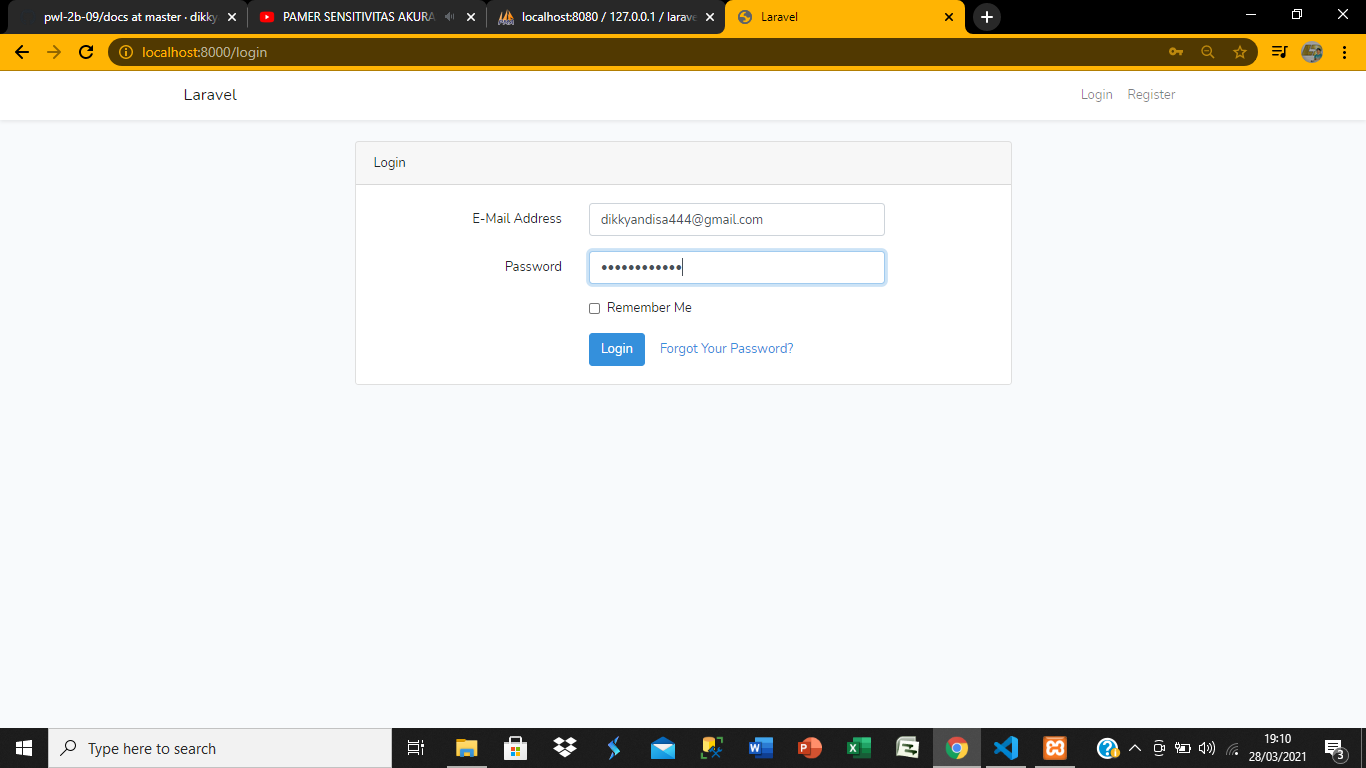 pwl-2b-09/docs at master · dikky
PAMER SENSITIVITAS AKURA
localhost:8080 / 127.0.0.1 / larave
Laravel
localhost:8000/login
Laravel
Login
Register
Login
E-Mail Address
dikkyandisa444@gmail.com
Password
••••••••••••
Remember Me
Login
Forgot Your Password?
Type here to search
19:10
28/03/2021
3